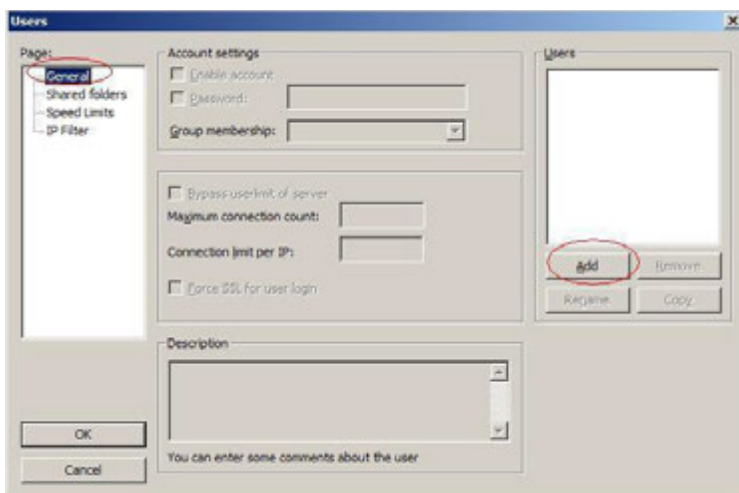 Users
Page:
General
Shared folders
Speed Limits
IP Filter
OK
Cancel
Account settings
Enable account
Password:
Group membership:
Bypass userlimit of server
Maximum connection count:
Connection limit per IP:
Force SSL for user login
Description
You can enter some comments about the user
Users
Add
Remove
Rename
Copy